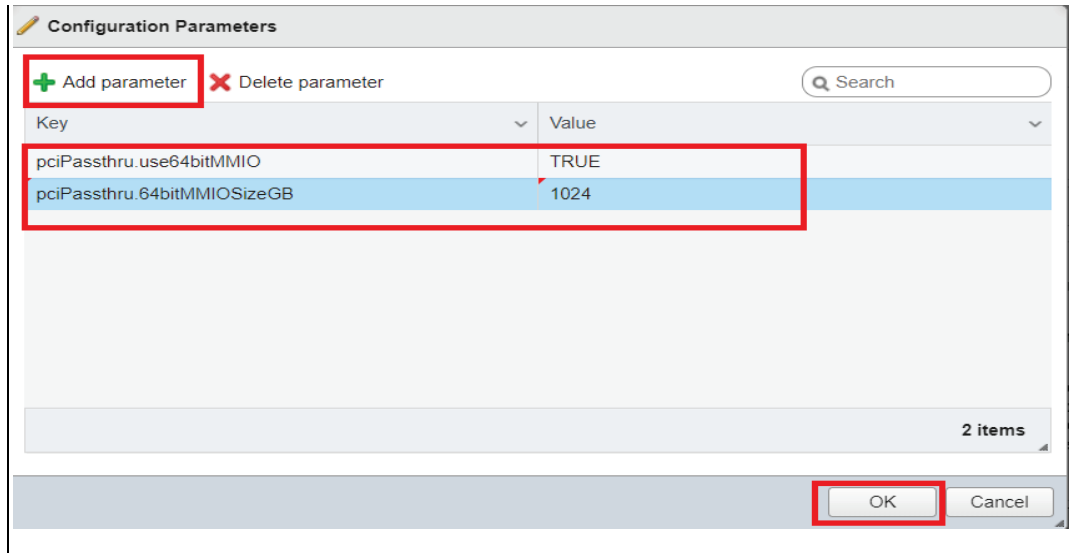 Configuration Parameters
Add parameter Delete parameter Search
Key Value
pciPassthru.use64bitMMIO TRUE
pciPassthru.64bitMMIOSizeGB 1024
2 items
OK Cancel